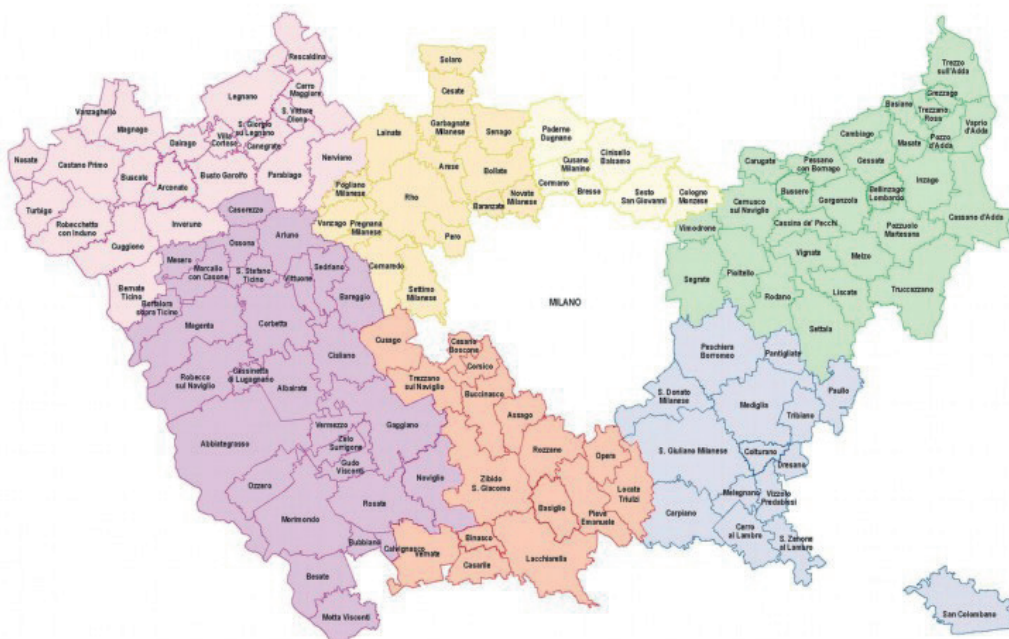 Rescaldina
Legnano
Cerro
Maggiore
S. Vittore
Olona
S. Giorgio
su Legnano
Villa
Cortese
Canegrate
Dairago
Vanzaghello
Magnago
Nosate
Castano Primo
Buscate
Arconate
Busto Garolfo
Parabiago
Nerviano
Turbigo
Robecchetto
con Induno
Cuggiono
Inveruno
Bernate
Ticino
Solaro
Cesate
Garbagnate
Milanese
Senago
Lainate
Arese
Bollate
Pogliano
Milanese
Rho
Baranzate
Novate
Milanese
Vanzago
Pregnana
Milanese
Pero
Cornaredo
Settimo
Milanese
Paderno
Dugnano
Cusano
Milanino
Cinisello
Balsamo
Cormano
Bresso
Sesto
San Giovanni
Cologno
Monzese
Trezzo
sull'Adda
Grezzago
Basiano
Trezzano
Rosa
Vaprio
d'Adda
Cambiago
Masate
Pozzo
d'Adda
Carugate
Pessano
con Bornago
Gessate
Inzago
Bussero
Bellinzago
Lombardo
Cernusco
sul Naviglio
Gorgonzola
Cassano d'Adda
Cassina de' Pecchi
Pozzuolo
Martesana
Vimodrone
Vignate
Melzo
Segrate
Pioltello
Rodano
Liscate
Truccazzano
Settala
MILANO
Casorezzo
Arluno
Ossona
Mesero
Marcallo
con Casone
S. Stefano
Ticino
Vittuone
Sedriano
Bareggio
Boffalora
sopra Ticino
Magenta
Corbetta
Cisliano
Robecco
sul Naviglio
Cassinetta
di Lugagnano
Albairate
Abbiategrasso
Vermezzo
Zelo
Surrigone
Gaggiano
Gudo
Visconti
Ozzero
Rosate
Noviglio
Morimondo
Bubbiano
Calvignasco
Besate
Motta Visconti
Cusago
Cesano
Boscone
Corsico
Trezzano
sul Naviglio
Buccinasco
Assago
Rozzano
Opera
Zibido
S. Giacomo
Locate
Triulzi
Basiglio
Pieve
Emanuele
Vernate
Binasco
Casarile
Lacchiarella
Peschiera
Borromeo
Pantigliate
Paullo
S. Donato
Milanese
Mediglia
Tribiano
S. Giuliano Milanese
Colturano
Dresano
Melegnano
Vizzolo
Predabissi
Carpiano
Cerro
al Lambro
S. Zenone
al Lambro
San Colombano